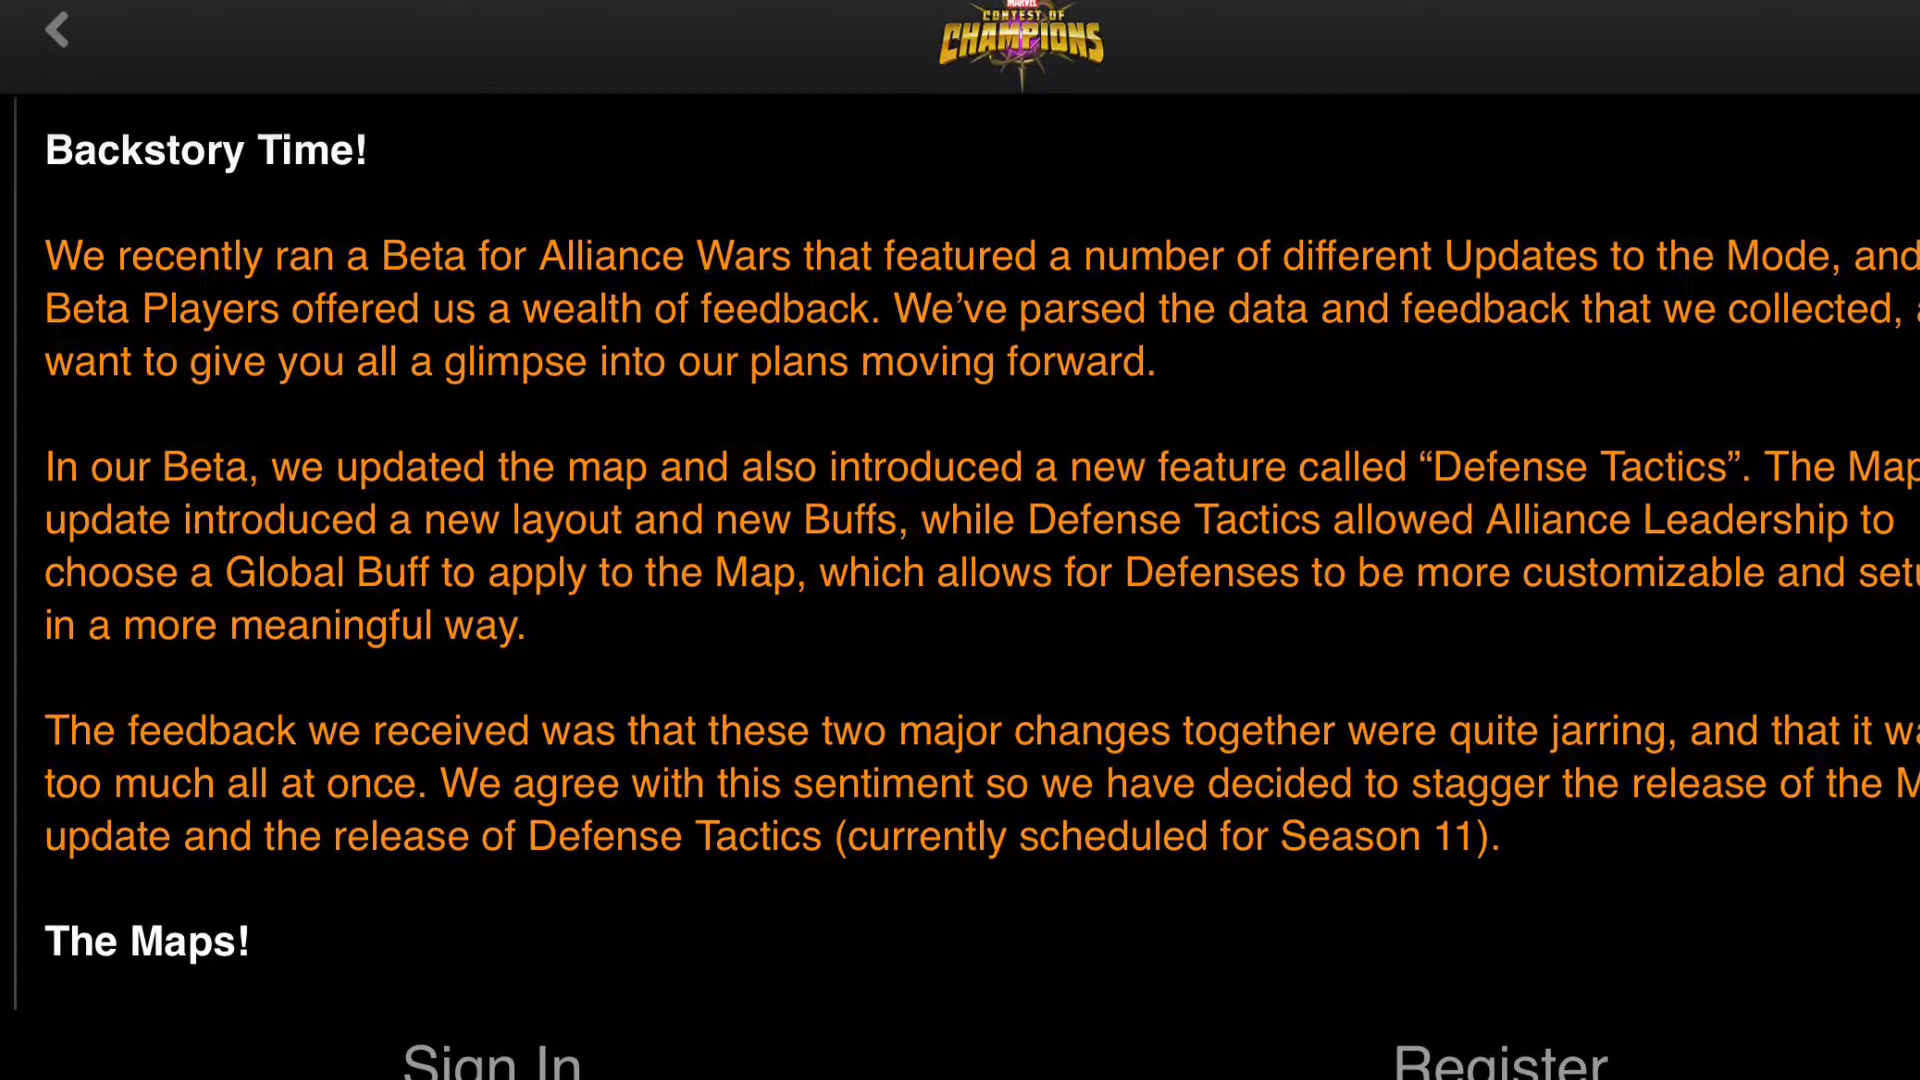 MARVEL
CONTEST OF
CHAMPIONS
Backstory Time!
We recently ran a Beta for Alliance Wars that featured a number of different Updates to the Mode, and
Beta Players offered us a wealth of feedback. We’ve parsed the data and feedback that we collected,
want to give you all a glimpse into our plans moving forward.
In our Beta, we updated the map and also introduced a new feature called “Defense Tactics”. The Map
update introduced a new layout and new Buffs, while Defense Tactics allowed Alliance Leadership to
choose a Global Buff to apply to the Map, which allows for Defenses to be more customizable and
in a more meaningful way.
The feedback we received was that these two major changes together were quite jarring, and that it
too much all at once. We agree with this sentiment so we have decided to stagger the release of the
update and the release of Defense Tactics (currently scheduled for Season 11).
The Maps!
Sign In
Register